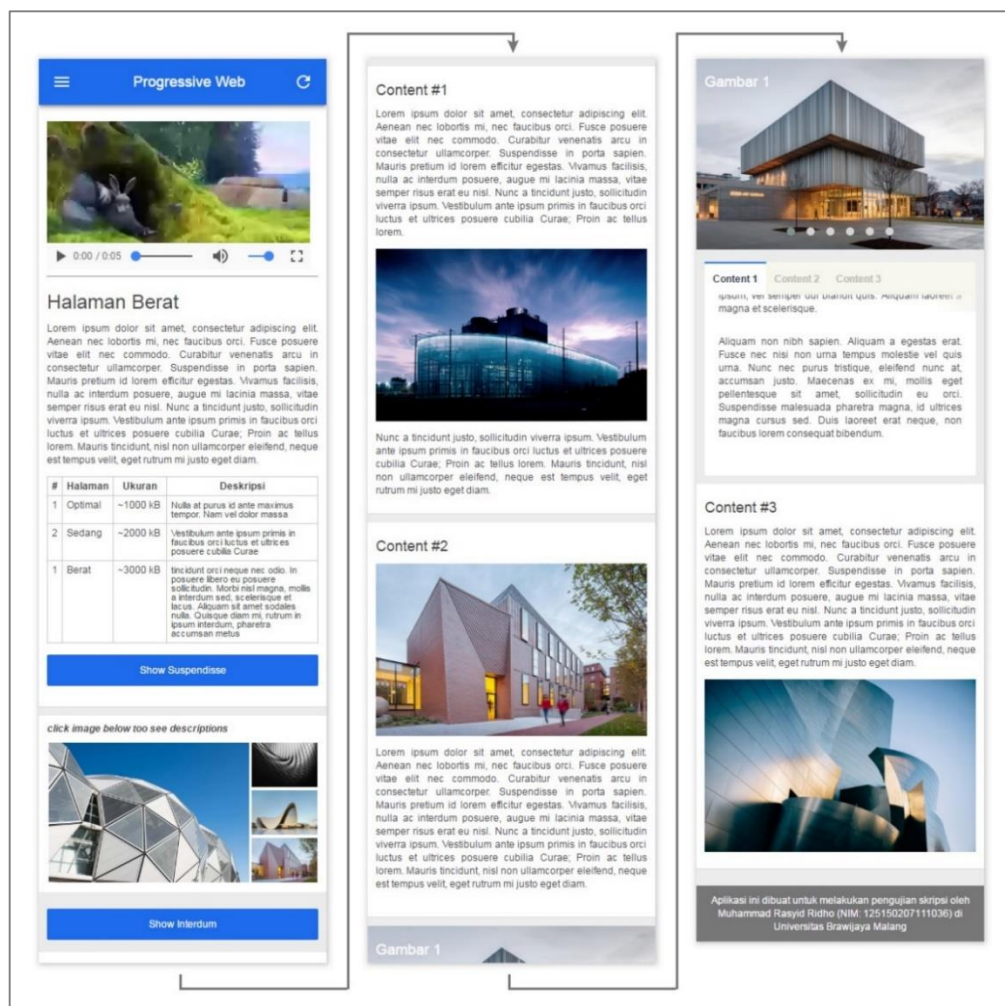 Progressive Web
0:00 / 0:05
Halaman Berat
Lorem ipsum dolor sit amet, consectetur adipiscing elit.
Aenean nec lobortis mi, nec faucibus orci. Fusce posuere
vitae elit nec commodo. Curabitur venenatis arcu in
consectetur ullamcorper. Suspendisse in porta sapien.
Mauris pretium id lorem efficitur egestas. Vivamus facilisis,
nulla ac interdum posuere, augue mi lacinia massa, vitae
semper risus erat eu nisl. Nunc a tincidunt justo, sollicitudin
viverra ipsum. Vestibulum ante ipsum primis in faucibus orci
luctus et ultrices posuere cubilia Curae; Proin ac tellus
lorem. Mauris tincidunt, nisl non ullamcorper eleifend, neque
est tempus velit, eget rutrum mi justo eget diam.
# Halaman Ukuran Deskripsi
1 Optimal ~1000 kB Nulla at purus id ante maximus
tempor. Nam vel dolor massa
2 Sedang ~2000 kB Vestibulum ante ipsum primis in
faucibus orci luctus et ultrices
posuere cubilia Curae
1 Berat ~3000 kB tincidunt orci neque nec odio. In
posuere libero eu posuere
sollicitudin. Morbi nisl magna, mollis
a interdum sed, scelerisque et
lacus. Aliquam sit amet sodales
nulla. Quisque diam mi, rutrum in
ipsum interdum, pharetra
accumsan metus
Show Suspendisse
click image below too see descriptions
Show Interdum
Content #1
Lorem ipsum dolor sit amet, consectetur adipiscing elit.
Aenean nec lobortis mi, nec faucibus orci. Fusce posuere
vitae elit nec commodo. Curabitur venenatis arcu in
consectetur ullamcorper. Suspendisse in porta sapien.
Mauris pretium id lorem efficitur egestas. Vivamus facilisis,
nulla ac interdum posuere, augue mi lacinia massa, vitae
semper risus erat eu nisl. Nunc a tincidunt justo, sollicitudin
viverra ipsum. Vestibulum ante ipsum primis in faucibus orci
luctus et ultrices posuere cubilia Curae; Proin ac tellus
lorem.
Nunc a tincidunt justo, sollicitudin viverra ipsum. Vestibulum
ante ipsum primis in faucibus orci luctus et ultrices posuere
cubilia Curae; Proin ac tellus lorem. Mauris tincidunt, nisl
non ullamcorper eleifend, neque est tempus velit, eget
rutrum mi justo eget diam.
Content #2
Lorem ipsum dolor sit amet, consectetur adipiscing elit.
Aenean nec lobortis mi, nec faucibus orci. Fusce posuere
vitae elit nec commodo. Curabitur venenatis arcu in
consectetur ullamcorper. Suspendisse in porta sapien.
Mauris pretium id lorem efficitur egestas. Vivamus facilisis,
nulla ac interdum posuere, augue mi lacinia massa, vitae
semper risus erat eu nisl. Nunc a tincidunt justo, sollicitudin
viverra ipsum. Vestibulum ante ipsum primis in faucibus orci
luctus et ultrices posuere cubilia Curae; Proin ac tellus
lorem. Mauris tincidunt, nisl non ullamcorper eleifend, neque
est tempus velit, eget rutrum mi justo eget diam.
Gambar 1
Gambar 1
Content 1 Content 2 Content 3
ipsum, vel semper dui blandit quis. Aliquam laoreet a
magna et scelerisque.
Aliquam non nibh sapien. Aliquam a egestas erat.
Fusce nec nisi non urna tempus molestie vel quis
urna. Nunc nec purus tristique, eleifend nunc at,
accumsan justo. Maecenas ex mi, mollis eget
pellentesque sit amet, sollicitudin eu orci.
Suspendisse malesuada pharetra magna, id ultrices
magna cursus sed. Duis laoreet erat neque, non
faucibus lorem consequat bibendum.
Content #3
Lorem ipsum dolor sit amet, consectetur adipiscing elit.
Aenean nec lobortis mi, nec faucibus orci. Fusce posuere
vitae elit nec commodo. Curabitur venenatis arcu in
consectetur ullamcorper. Suspendisse in porta sapien.
Mauris pretium id lorem efficitur egestas. Vivamus facilisis,
nulla ac interdum posuere, augue mi lacinia massa, vitae
semper risus erat eu nisl. Nunc a tincidunt justo, sollicitudin
viverra ipsum. Vestibulum ante ipsum primis in faucibus orci
luctus et ultrices posuere cubilia Curae; Proin ac tellus
lorem. Mauris tincidunt, nisl non ullamcorper eleifend, neque
est tempus velit, eget rutrum mi justo eget diam.
Aplikasi ini dibuat untuk melakukan pengujian skripsi oleh
Muhammad Rasyid Ridho (NIM: 125150207111036) di
Universitas Brawijaya Malang